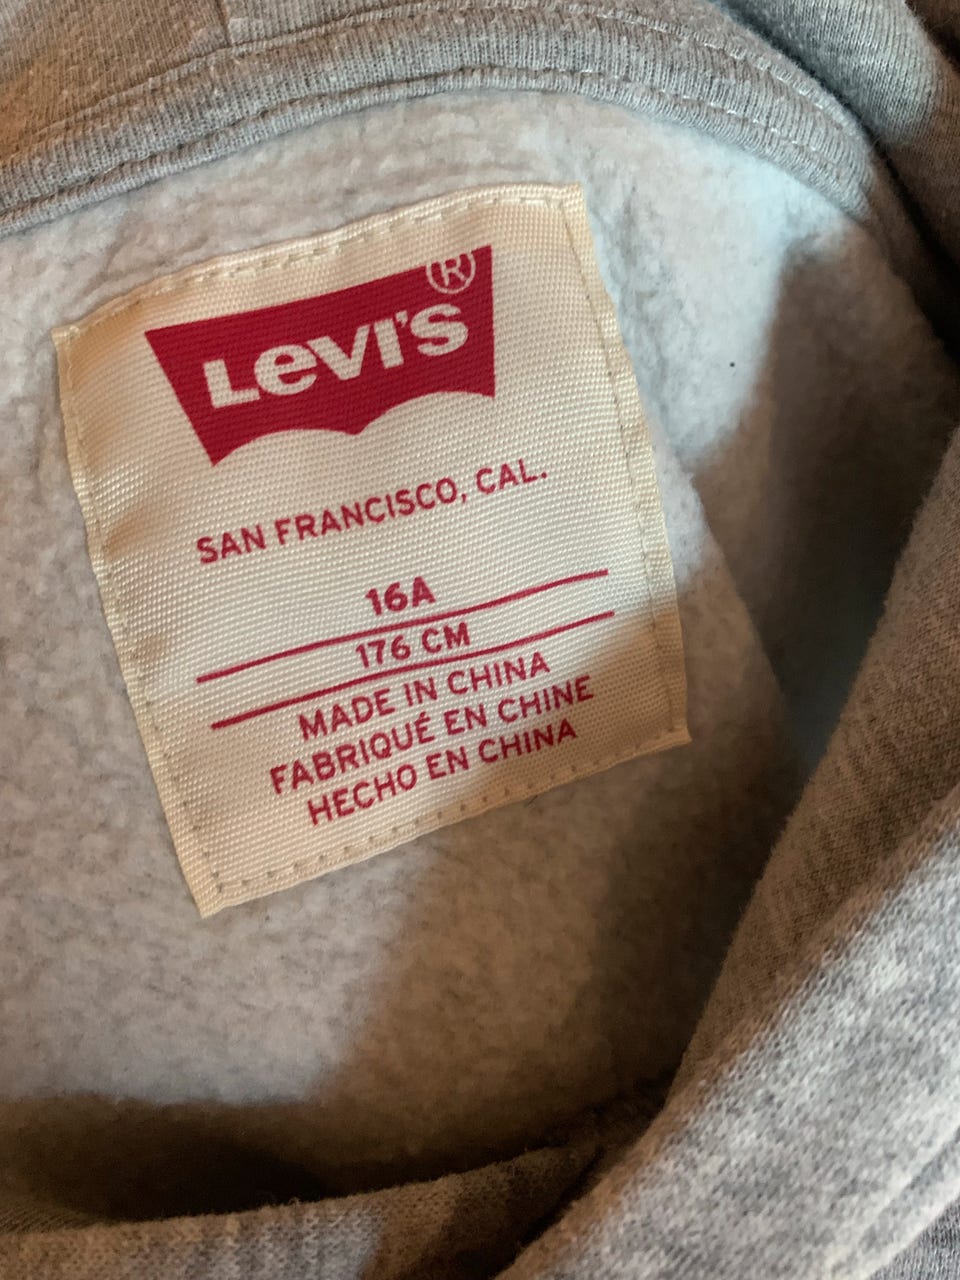 Levi's®
SAN FRANCISCO, CAL.
16A
176 CM
MADE IN CHINA
FABRIQUÉ EN CHINE
HECHO EN CHINA